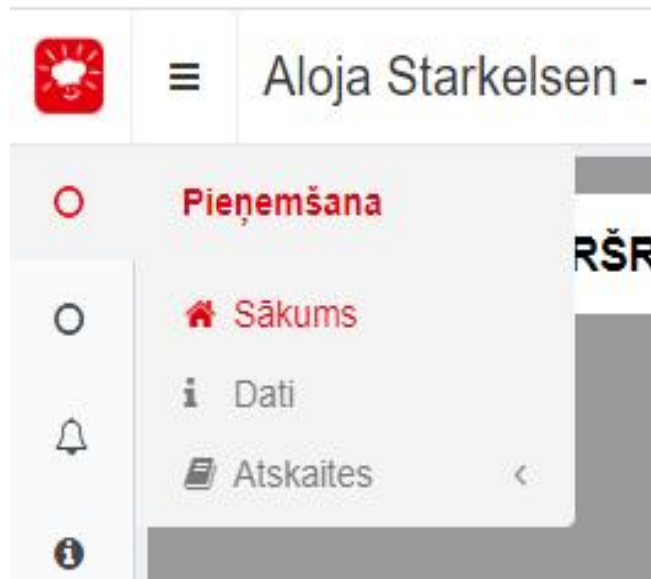 Aloja Starkelsen -
Pieņemšana
RŠR
Sākums
Dati
Atskaites